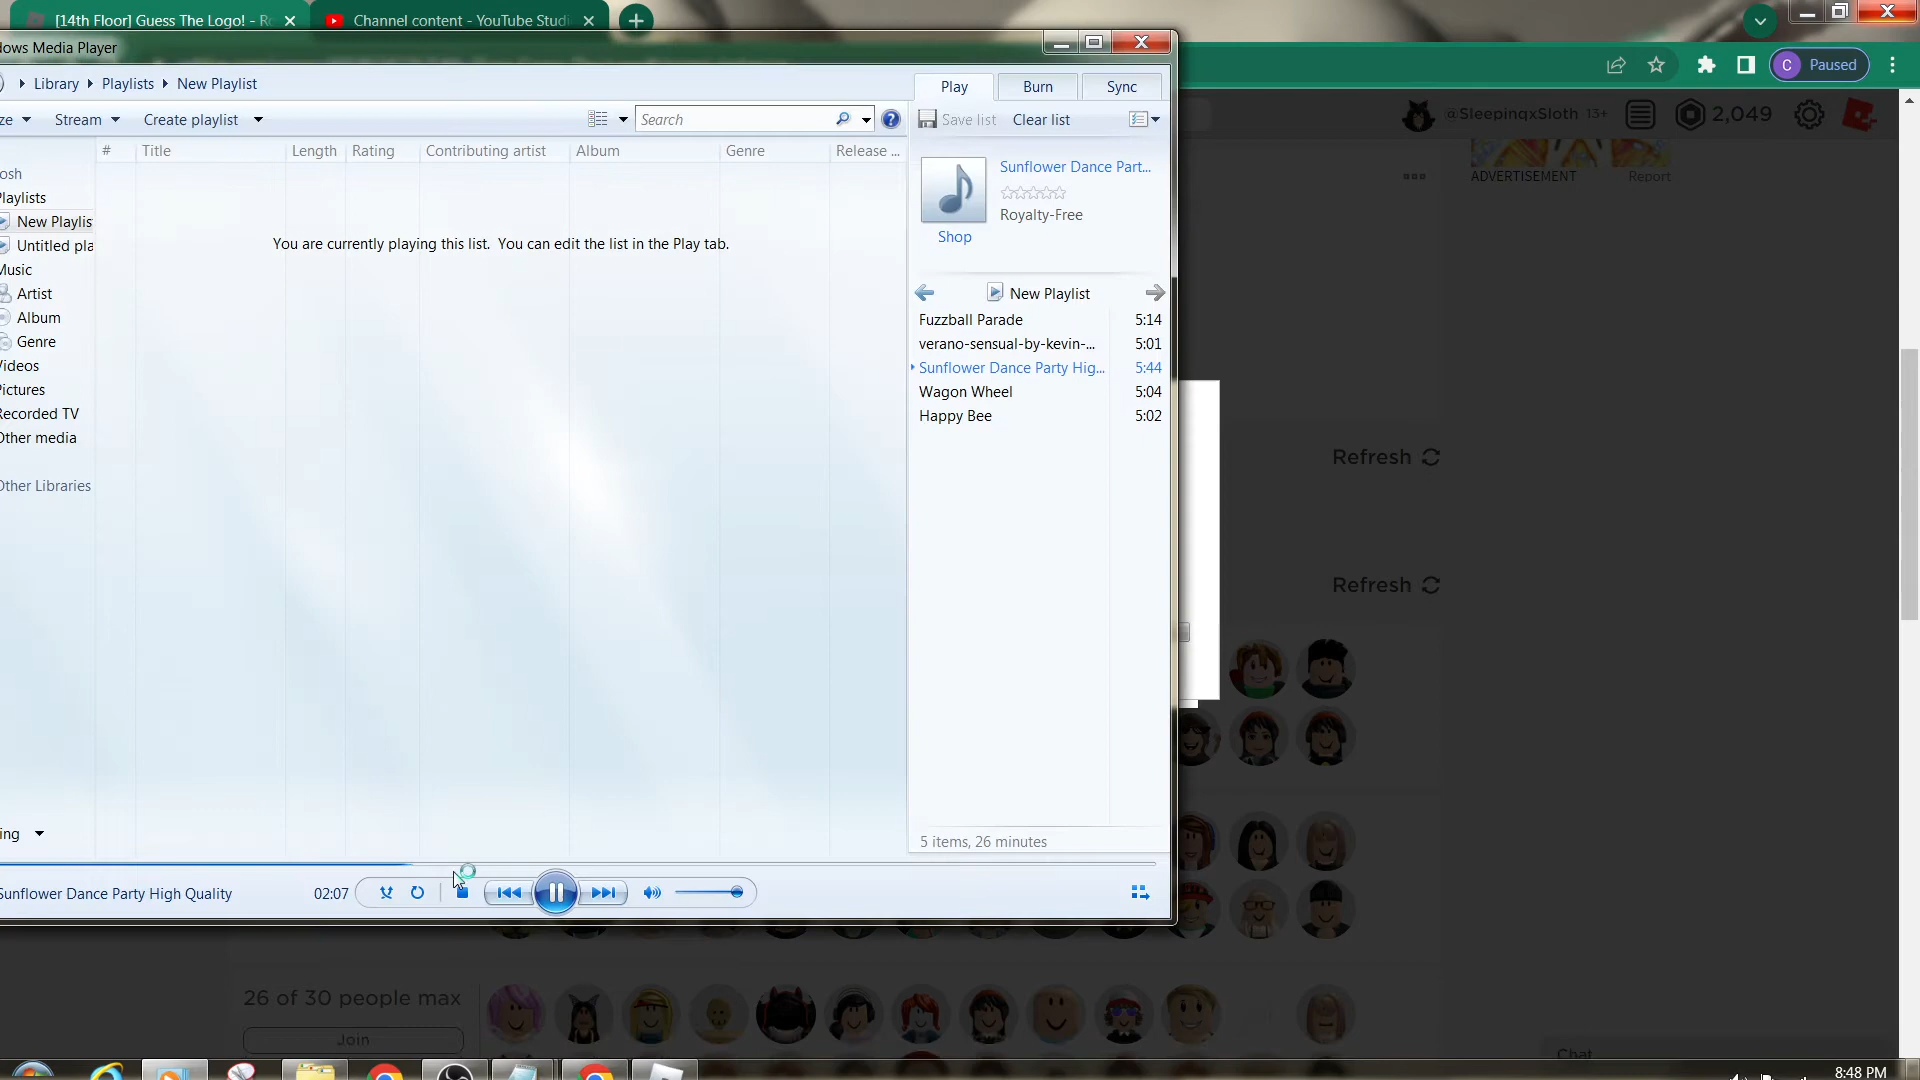 [14th Floor] Guess The Logo! - Ro
Channel content - YouTube Studi
dows Media Player
Paused
Library
Playlists
New Playlist
Play
Burn
Sync
ze
Stream
Create playlist
Search
Save list
Clear list
@SleepingxSloth 13+
2,049
#
Title
Length
Rating
Contributing artist
Album
Genre
Release ...
Sunflower Dance Part...
Royalty-Free
Shop
ADVERTISEMENT
Report
osh
Playlists
New Playlis
Untitled pla
Music
Artist
Album
Genre
Videos
Pictures
Recorded TV
Other media
Other Libraries
You are currently playing this list. You can edit the list in the Play tab.
New Playlist
Fuzzball Parade 5:14
verano-sensual-by-kevin-... 5:01
Sunflower Dance Party Hig... 5:44
Wagon Wheel 5:04
Happy Bee 5:02
Refresh
Refresh
ing
5 items, 26 minutes
Sunflower Dance Party High Quality
02:07
26 of 30 people max
Join
Chat
8:48 PM